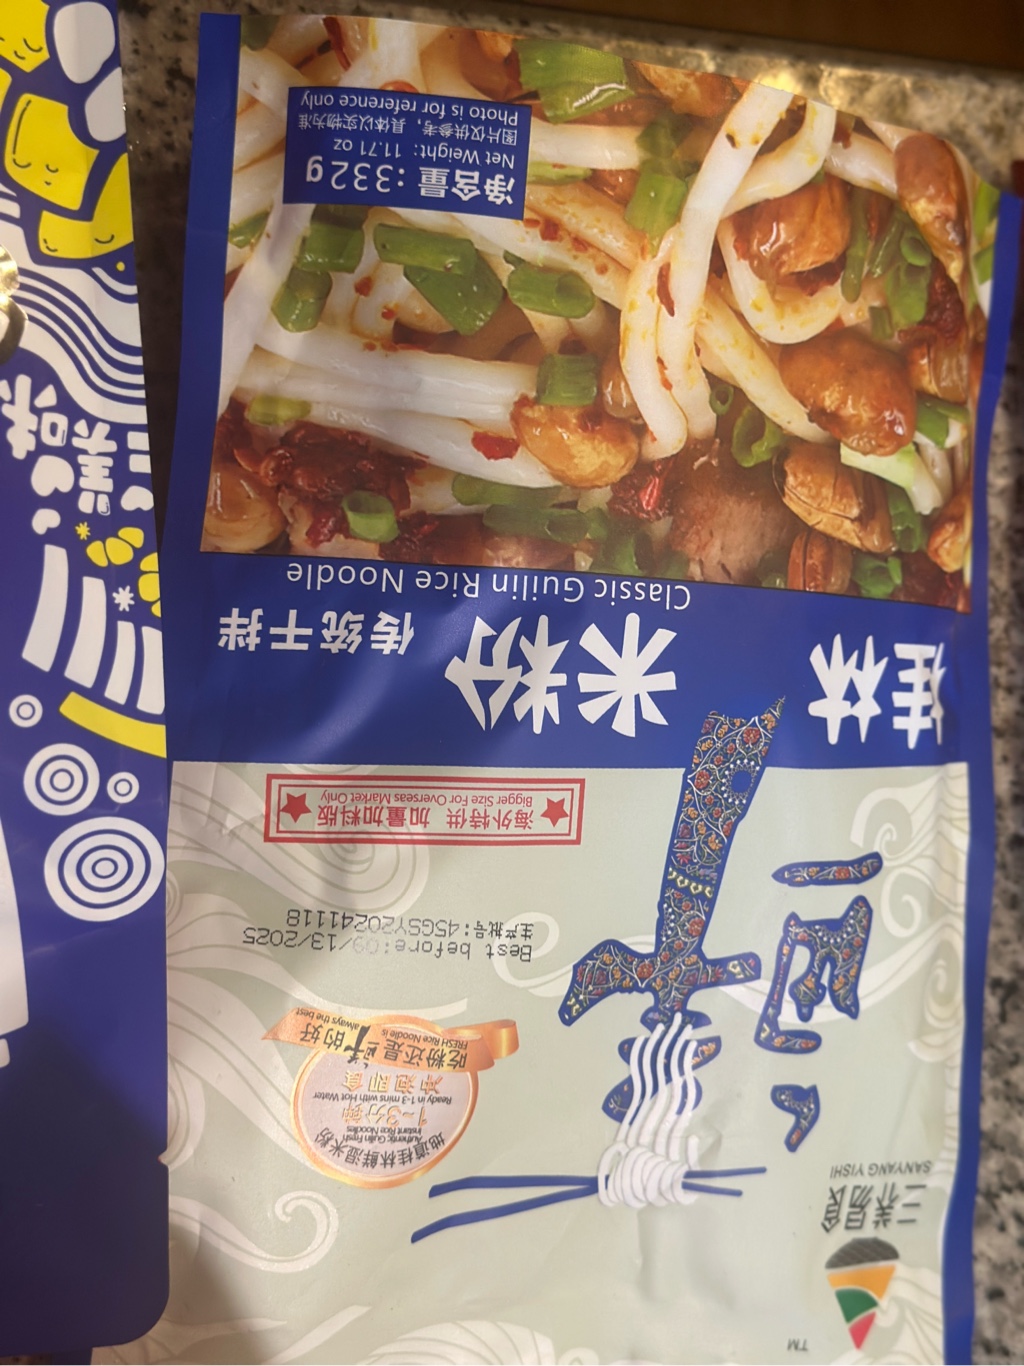 TM
三养易食
SANYANG YISHI
地道桂林鲜湿米粉
Authentic Guilin Fresh
Instant Rice Noodles
1~3分钟
Ready in 1-3 mins with Hot Water
冲泡即食
吃粉还是鲜的好
FRESH Rice Noodle is
always the best
Best before:09/13/2025
生产批号:45GSY20241118
海外特供 加量加料版
Bigger Size For Overseas Market Only
桂林
米粉
传统干拌
Classic Guilin Rice Noodle
净含量:332g
Net Weight: 11.71 oz
图片仅供参考，具体以实物为准
Photo is for reference only
三
美味